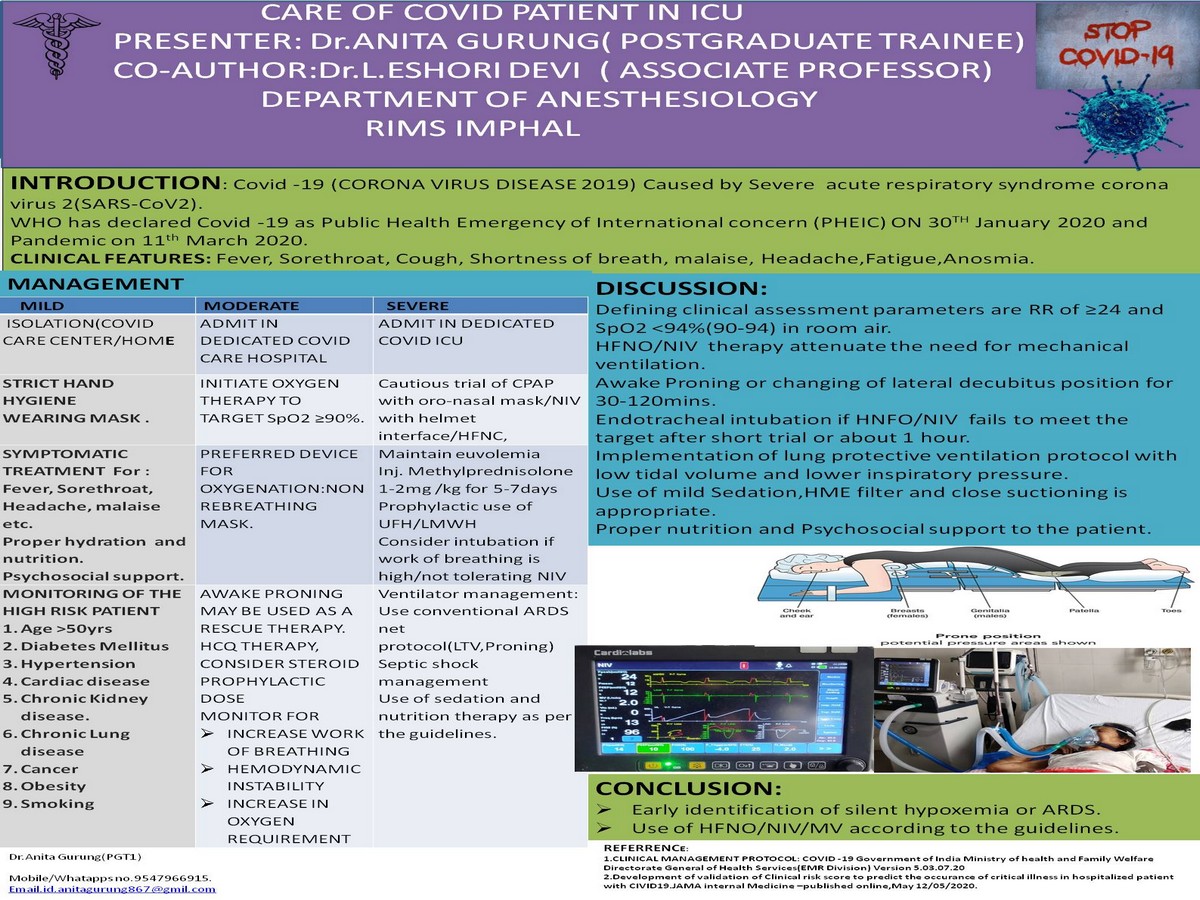 CARE OF COVID PATIENT IN ICU
PRESENTER: Dr.ANITA GURUNG( POSTGRADUATE TRAINEE)
CO-AUTHOR:Dr.L.ESHORI DEVI ( ASSOCIATE PROFESSOR)
DEPARTMENT OF ANESTHESIOLOGY
RIMS IMPHAL
STOP
COVID-19
INTRODUCTION: Covid -19 (CORONA VIRUS DISEASE 2019) Caused by Severe acute respiratory syndrome corona
virus 2(SARS-CoV2).
WHO has declared Covid -19 as Public Health Emergency of International concern (PHEIC) ON 30TH January 2020 and
Pandemic on 11th March 2020.
CLINICAL FEATURES: Fever, Sorethroat, Cough, Shortness of breath, malaise, Headache,Fatigue,Anosmia.
MANAGEMENT
MILD
ISOLATION(COVID
CARE CENTER/HOME
STRICT HAND
HYGIENE
WEARING MASK .
SYMPTOMATIC
TREATMENT For :
Fever, Sorethroat,
Headache, malaise
etc.
Proper hydration and
nutrition.
Psychosocial support.
MONITORING OF THE
HIGH RISK PATIENT
1. Age >50yrs
2. Diabetes Mellitus
3. Hypertension
4. Cardiac disease
5. Chronic Kidney
disease.
6. Chronic Lung
disease
7. Cancer
8. Obesity
9. Smoking
MODERATE
ADMIT IN
DEDICATED COVID
CARE HOSPITAL
INITIATE OXYGEN
THERAPY TO
TARGET SpO2 ≥90%.
PREFERRED DEVICE
FOR
OXYGENATION:NON
REBREATHING
MASK.
AWAKE PRONING
MAY BE USED AS A
RESCUE THERAPY.
HCQ THERAPY,
CONSIDER STEROID
PROPHYLACTIC
DOSE
MONITOR FOR
➢ INCREASE WORK
OF BREATHING
➢ HEMODYNAMIC
INSTABILITY
➢ INCREASE IN
OXYGEN
REQUIREMENT
SEVERE
ADMIT IN DEDICATED
COVID ICU
Cautious trial of CPAP
with oro-nasal mask/NIV
with helmet
interface/HFNC,
Maintain euvolemia
Inj. Methylprednisolone
1-2mg /kg for 5-7days
Prophylactic use of
UFH/LMWH
Consider intubation if
work of breathing is
high/not tolerating NIV
Ventilator management:
Use conventional ARDS
net
protocol(LTV,Proning)
Septic shock
management
Use of sedation and
nutrition therapy as per
the guidelines.
DISCUSSION:
Defining clinical assessment parameters are RR of ≥24 and
SpO2 <94%(90-94) in room air.
HFNO/NIV therapy attenuate the need for mechanical
ventilation.
Awake Proning or changing of lateral decubitus position for
30-120mins.
Endotracheal intubation if HNFO/NIV fails to meet the
target after short trial or about 1 hour.
Implementation of lung protective ventilation protocol with
low tidal volume and lower inspiratory pressure.
Use of mild Sedation,HME filter and close suctioning is
appropriate.
Proper nutrition and Psychosocial support to the patient.
Cheek
and ear
Breasts
(females)
Genitalia
(males)
Patella
Toes
Prone position
potential pressure areas shown
Cardiolabs
NIV
24
12
2.0
0
13
96
14 10 100 -4.0 25 2.0
CONCLUSION:
➢ Early identification of silent hypoxemia or ARDS.
➢ Use of HFNO/NIV/MV according to the guidelines.
REFERRENCE:
1.CLINICAL MANAGEMENT PROTOCOL: COVID -19 Government of India Ministry of health and Family Welfare
Directorate General of Health Services(EMR Division) Version 5.03.07.20
2.Development of validation of Clinical risk score to predict the occurance of critical illness in hospitalized patient
with CIVID19.JAMA internal Medicine –published online,May 12/05/2020.
Dr.Anita Gurung(PGT1)
Mobile/Whatapps no.9547966915.
Email.id.anitagurung867@gmil.com